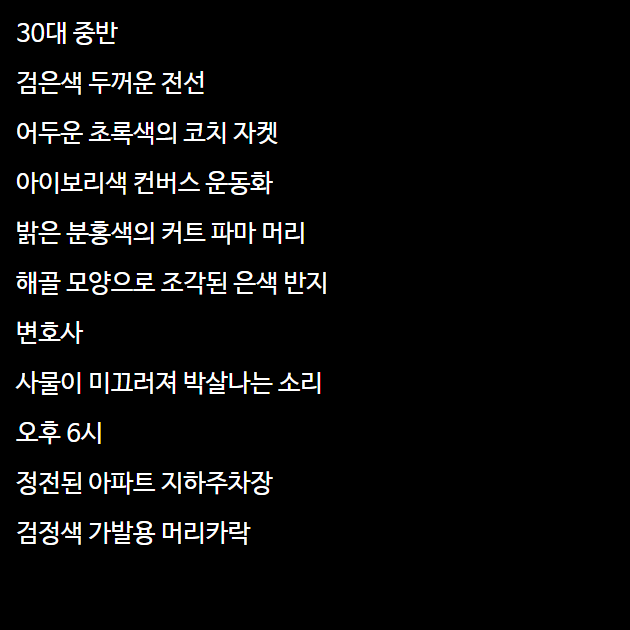 30대 중반
검은색 두꺼운 전선
어두운 초록색의 코치 자켓
아이보리색 컨버스 운동화
밝은 분홍색의 커트 파마 머리
해골 모양으로 조각된 은색 반지
변호사
사물이 미끄러져 박살나는 소리
오후 6시
정전된 아파트 지하주차장
검정색 가발용 머리카락